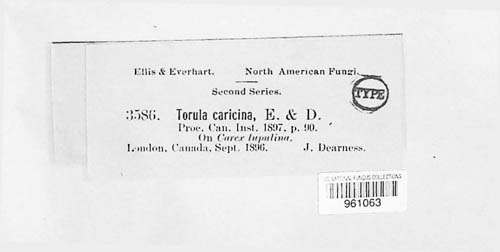 Ellis & Everhart. North American Fungi.
Second Series.
TYPE
3586. Torula caricina, E. & D.
Proc. Can. Inst. 1897, p. 90.
On Carex lupulina.
London, Canada, Sept. 1896. J. Dearness.
US NATIONAL FUNGUS COLLECTIONS
961063